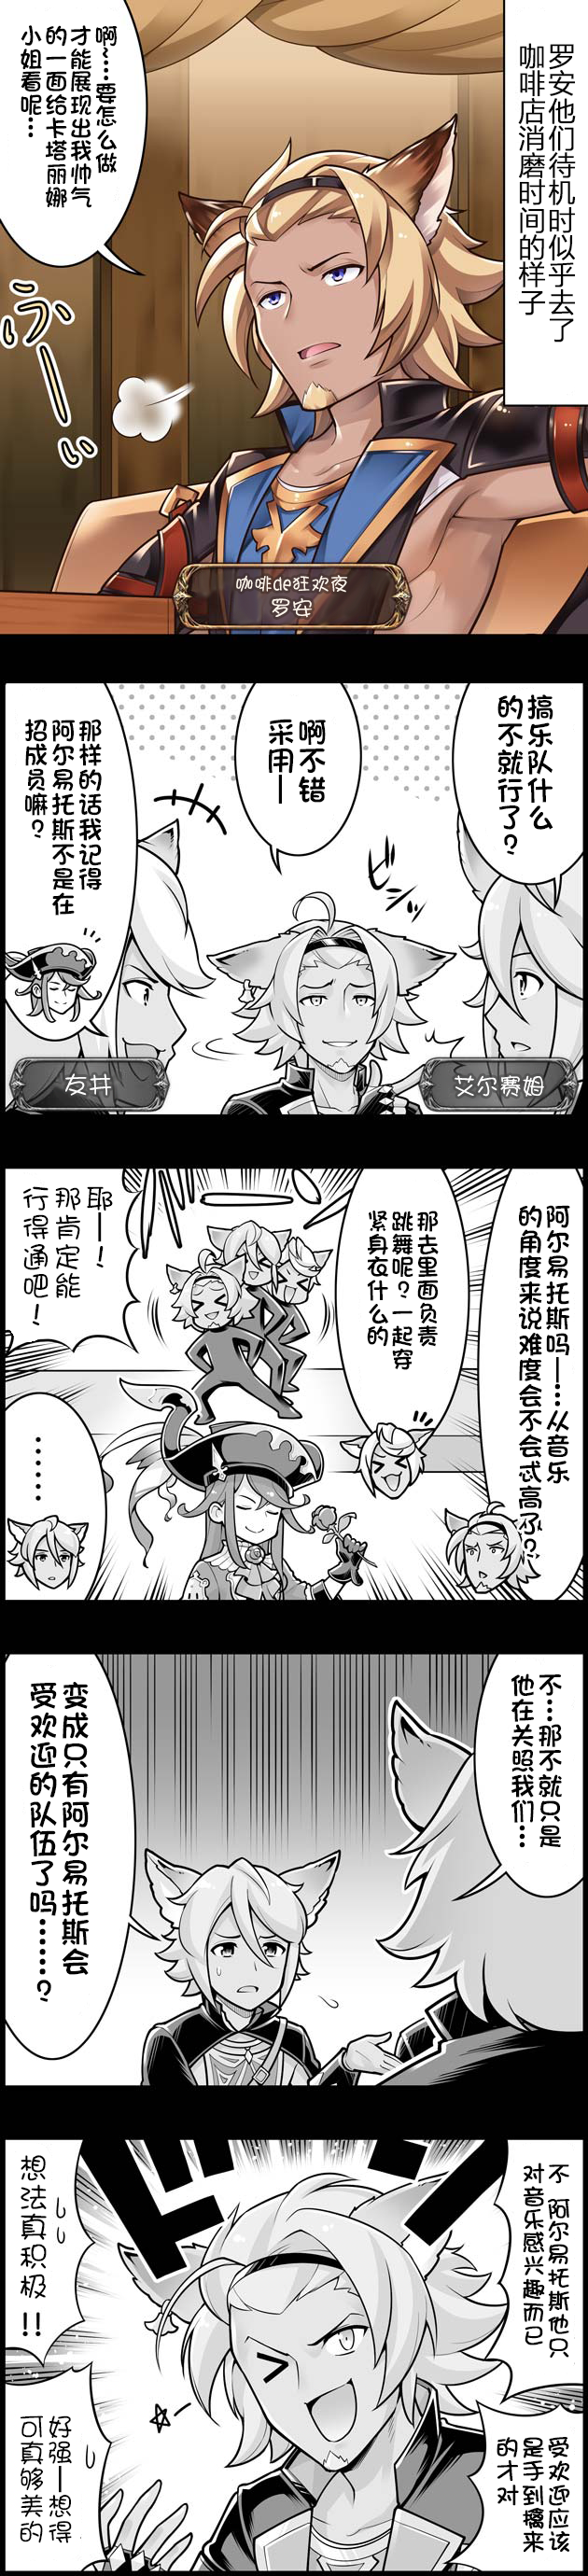 罗安他们待机时似乎去了
咖啡店消磨时间的样子
啊~…要怎么做
才能展现出我帅气
的一面给卡塔丽娜
小姐看呢…
ふーい
咖啡de狂欢夜
罗安
搞乐队什么
的不就行了?
啊不错
采用ー
ビシッ
那样的话我记得
阿尔易托斯不是在
招成员嘛?
友井
艾尔赛姆
阿尔易托斯吗ー…从音乐
的角度来说难度会不会忒高了?
那去里面负责
跳舞呢?一起穿
紧身衣什么的
耶ー!
那肯定能
行得通吧!
………
不…那不就只是
他在关照我们…
变成只有阿尔易托斯会
受欢迎的队伍了吗……?
不 阿尔易托斯他只
对音乐感兴趣而已
受欢迎应该
是手到擒来
的才对
ドン
想法真积极!!
好强ー想得
可真够美的